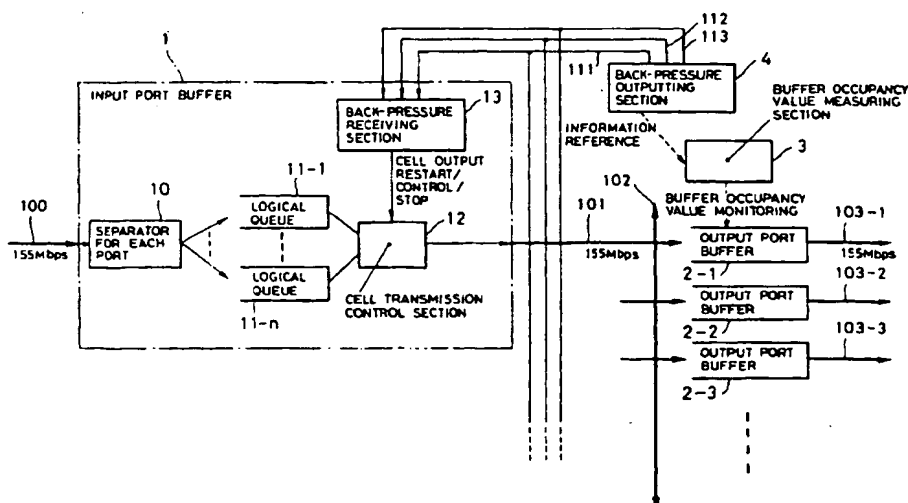 112
113
1
111
4
INPUT PORT BUFFER
13
BACK-PRESSURE
OUTPUTTING
SECTION
BUFFER OCCUPANCY
VALUE MEASURING
SECTION
BACK-PRESSURE
RECEIVING
SECTION
INFORMATION
REFERENCE
3
CELL OUTPUT
RESTART/
CONTROL/
STOP
11-1
10
102
BUFFER OCCUPANCY
VALUE MONITORING
100
LOGICAL
QUEUE
12
101
103-1
SEPARATOR
FOR EACH
PORT
OUTPUT PORT
BUFFER
155Mbps
155Mbps
155Mbps
2-1
103-2
LOGICAL
QUEUE
OUTPUT PORT
BUFFER
CELL TRANSMISSION
CONTROL SECTION
11-n
2-2
103-3
OUTPUT PORT
BUFFER
2-3